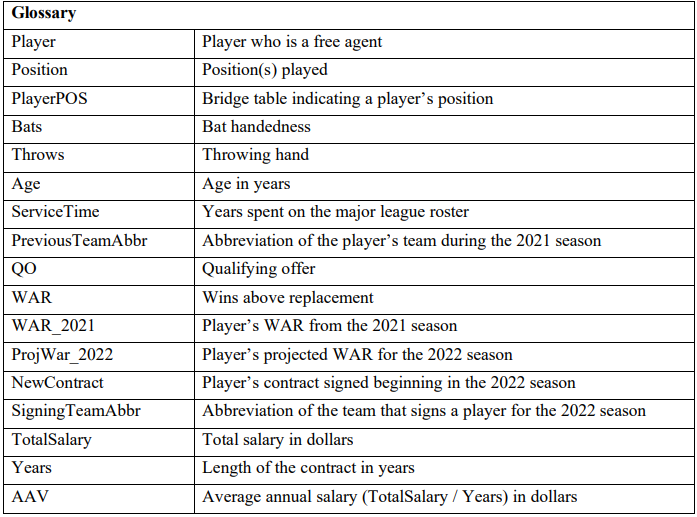 Glossary
Player Player who is a free agent
Position Position(s) played
PlayerPOS Bridge table indicating a player’s position
Bats Bat handedness
Throws Throwing hand
Age Age in years
ServiceTime Years spent on the major league roster
PreviousTeamAbbr Abbreviation of the player’s team during the 2021 season
QO Qualifying offer
WAR Wins above replacement
WAR_2021 Player’s WAR from the 2021 season
ProjWar_2022 Player’s projected WAR for the 2022 season
NewContract Player’s contract signed beginning in the 2022 season
SigningTeamAbbr Abbreviation of the team that signs a player for the 2022 season
TotalSalary Total salary in dollars
Years Length of the contract in years
AAV Average annual salary (TotalSalary / Years) in dollars